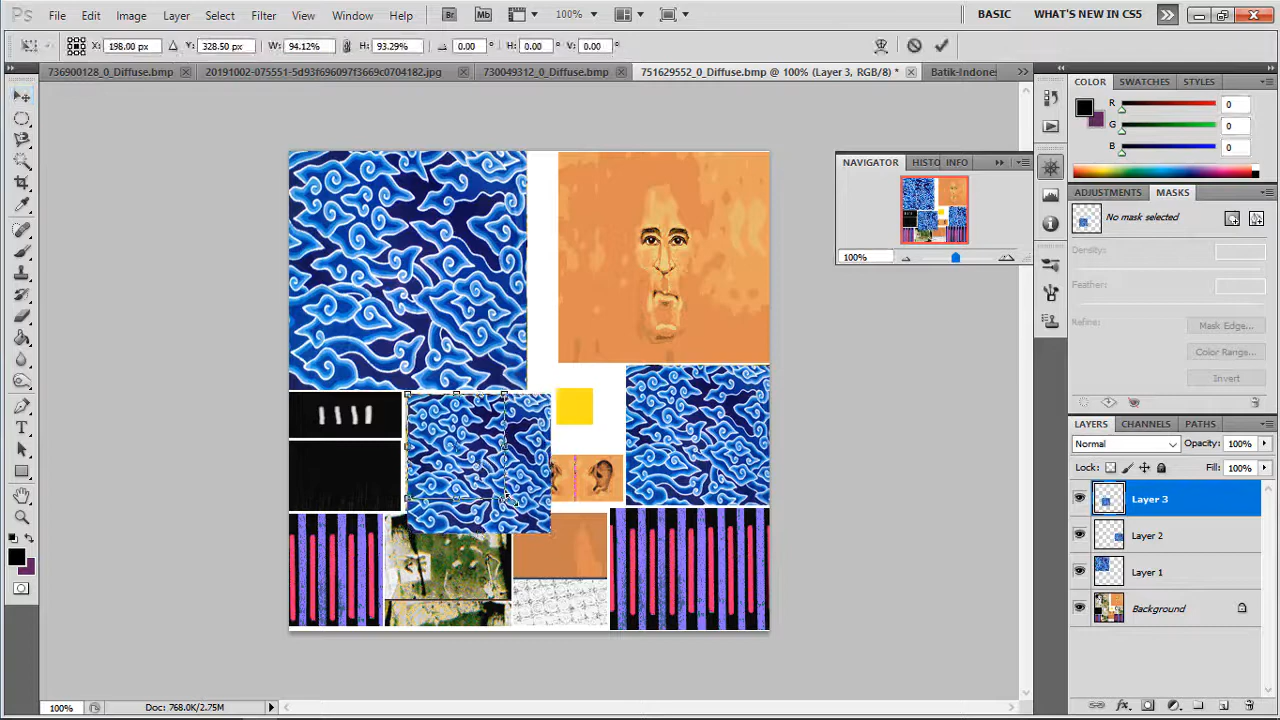 Ps File Edit Image Layer Select Filter View Window Help Br Mb 100% BASIC WHAT'S NEW IN CS5
X: 198.00 px Y: 328.50 px W: 94.12% H: 93.29% 0.00 ° H: 0.00 ° V: 0.00 °
736900128_0_Diffuse.bmp 20191002-075551-5d93f696097f3669c0704182.jpg 730049312_0_Diffuse.bmp 751629552_0_Diffuse.bmp @ 100% (Layer 3, RGB/8) * Batik-Indones
COLOR SWATCHES STYLES
R 0
G 0
B 0
NAVIGATOR HISTO INFO
100%
ADJUSTMENTS MASKS
No mask selected
Density:
Feather:
Refine: Mask Edge...
Color Range...
Invert
LAYERS CHANNELS PATHS
Normal Opacity: 100%
Lock: Fill: 100%
Layer 3
Layer 2
Layer 1
Background
100% Doc: 768.0K/2.75M